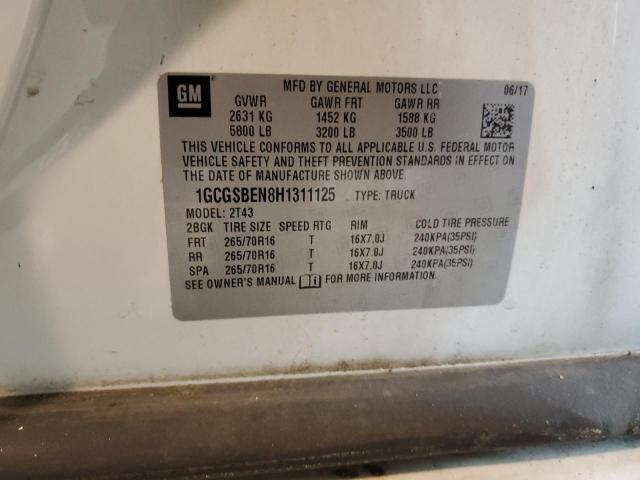 GM
MFD BY GENERAL MOTORS LLC 06/17
GVWR GAWR FRT GAWR RR
2631 KG 1452 KG 1588 KG
5800 LB 3200 LB 3500 LB
THIS VEHICLE CONFORMS TO ALL APPLICABLE U.S. FEDERAL MOTOR
VEHICLE SAFETY AND THEFT PREVENTION STANDARDS IN EFFECT ON
THE DATE OF MANUFACTURE SHOWN ABOVE.
1GCGSBEN8H1311125 TYPE: TRUCK
MODEL: 2T43
2BGK TIRE SIZE SPEED RTG RIM COLD TIRE PRESSURE
FRT 265/70R16 T 16X7.0J 240KPA(35PSI)
RR 265/70R16 T 16X7.0J 240KPA(35PSI)
SPA 265/70R16 T 16X7.0J 240KPA(35PSI)
SEE OWNER'S MANUAL FOR MORE INFORMATION.